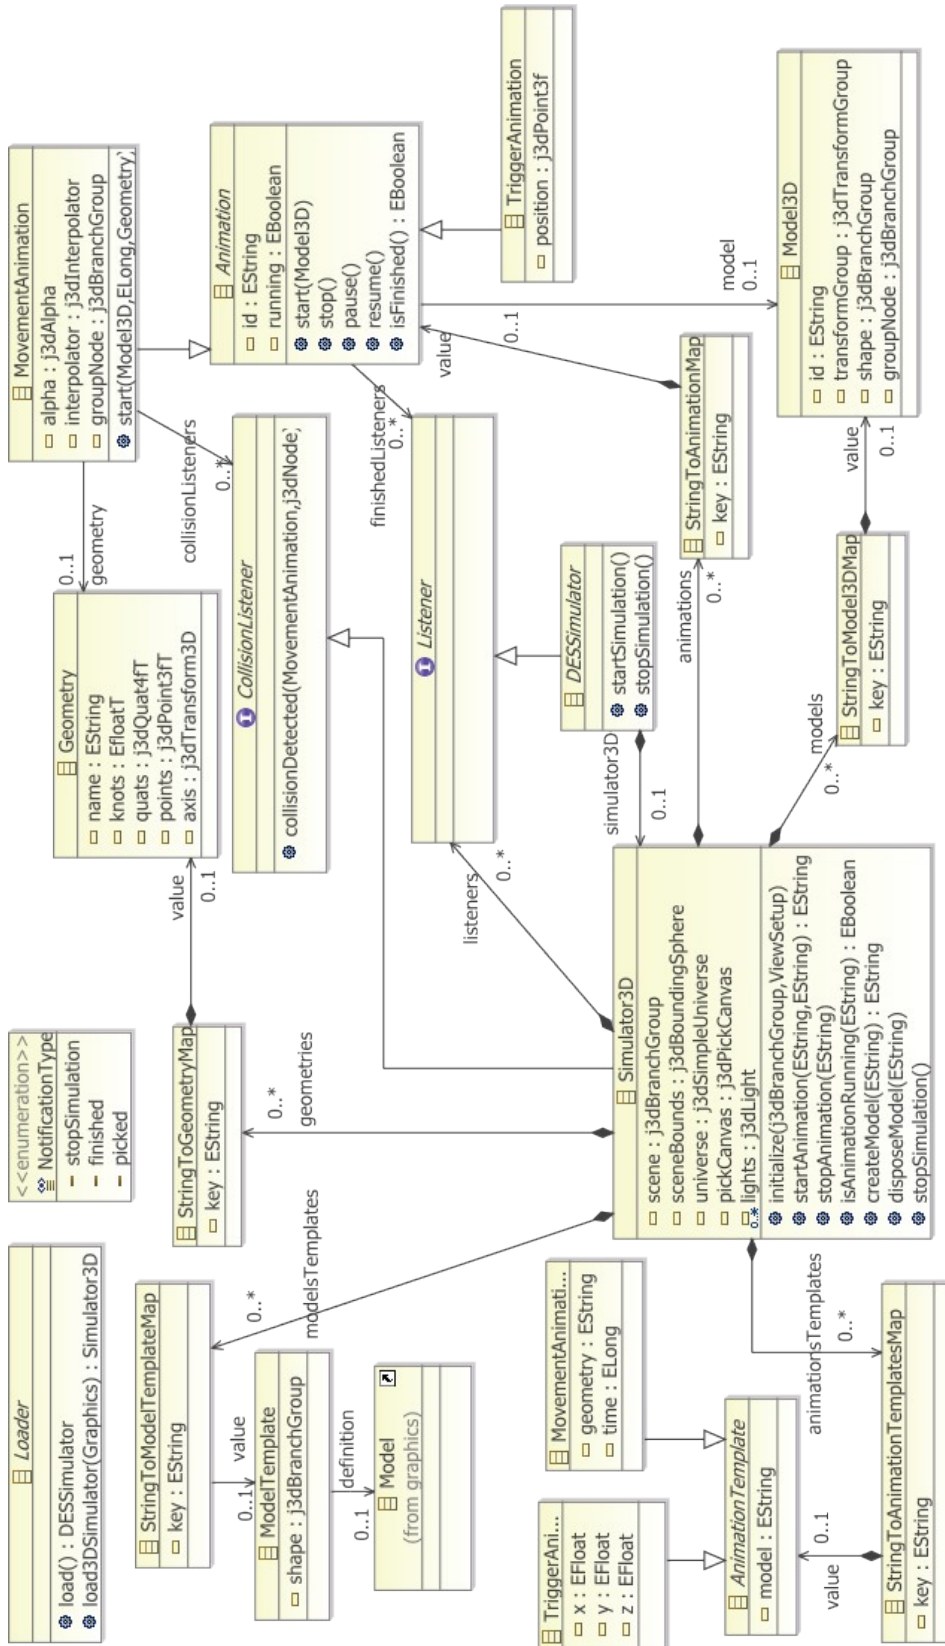 Loader
load() : DESSimulator
load3DSimulator(Graphics) : Simulator3D
<<enumeration>>
NotificationType
stopSimulation
finished
picked
Geometry
name : EString
knots : EfloatT
quats : j3dQuat4fT
points : j3dPoint3fT
axis : j3dTransform3D
0..1
geometry
MovementAnimation
alpha : j3dAlpha
interpolator : j3dInterpolator
groupNode : j3dBranchGroup
start(Model3D,ELong,Geometry)
StringToModelTemplateMap
key : EString
0..*
modelsTemplates
StringToGeometryMap
key : EString
value
0..1
0..*
geometries
collisionListeners
0..*
CollisionListener
collisionDetected(MovementAnimation,j3dNode)
Animation
id : EString
running : EBoolean
start(Model3D)
stop()
pause()
resume()
isFinished() : EBoolean
value
0..1
ModelTemplate
shape : j3dBranchGroup
definition
0..1
Model
(from graphics)
finishedListeners
0..*
Listener
listeners
0..*
value
0..1
TriggerAnimation
position : j3dPoint3f
TriggerAni...
x : EFloat
y : EFloat
z : EFloat
MovementAnimati...
geometry : EString
time : ELong
DESSimulator
startSimulation()
stopSimulation()
simulator3D
0..1
Simulator3D
scene : j3dBranchGroup
sceneBounds : j3dBoundingSphere
universe : j3dSimpleUniverse
pickCanvas : j3dPickCanvas
0..*
lights : j3dLight
initialize(j3dBranchGroup,ViewSetup)
startAnimation(EString,EString) : EString
stopAnimation(EString)
isAnimationRunning(EString) : EBoolean
createModel(EString) : EString
disposeModel(EString)
stopSimulation()
animations
0..*
StringToAnimationMap
key : EString
model
0..1
Model3D
id : EString
transformGroup : j3dTransformGroup
shape : j3dBranchGroup
groupNode : j3dBranchGroup
AnimationTemplate
model : EString
animationsTemplates
0..*
models
0..*
StringToModel3DMap
key : EString
value
0..1
value
0..1
StringToAnimationTemplatesMap
key : EString